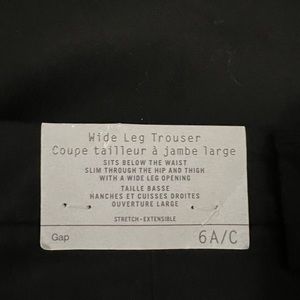 Wide Leg Trouser
Coupe tailleur à jambe large
SITS BELOW THE WAIST
SLIM THROUGH THE HIP AND THIGH
WITH A WIDE LEG OPENING
TAILLE BASSE
HANCHES ET CUISSES DROITES
OUVERTURE LARGE
STRETCH - EXTENSIBLE
Gap 6A/C